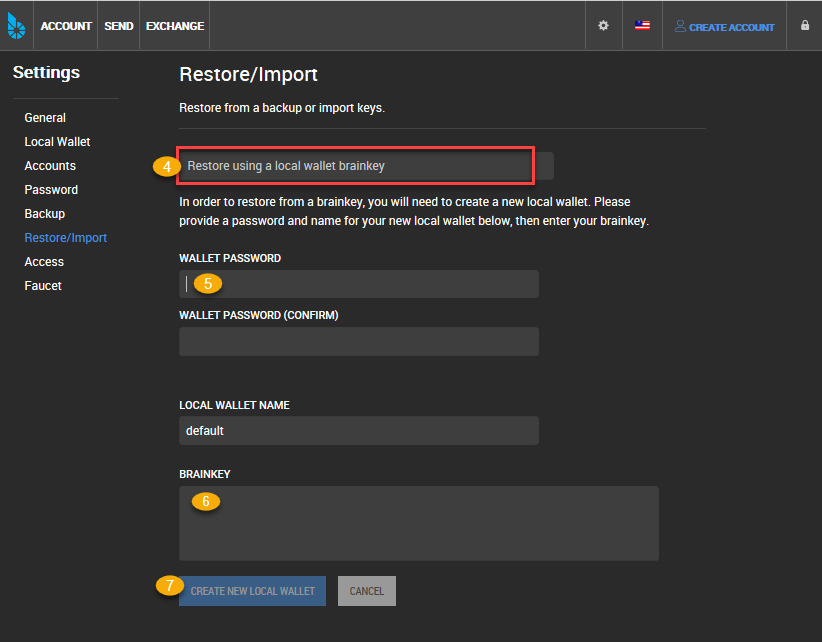 ACCOUNT SEND EXCHANGE CREATE ACCOUNT
Settings
General
Local Wallet
Accounts
Password
Backup
Restore/Import
Access
Faucet
Restore/Import
Restore from a backup or import keys.
4 Restore using a local wallet brainkey
In order to restore from a brainkey, you will need to create a new local wallet. Please
provide a password and name for your new local wallet below, then enter your brainkey.
WALLET PASSWORD
5
WALLET PASSWORD (CONFIRM)
LOCAL WALLET NAME
default
BRAINKEY
6
7 CREATE NEW LOCAL WALLET CANCEL